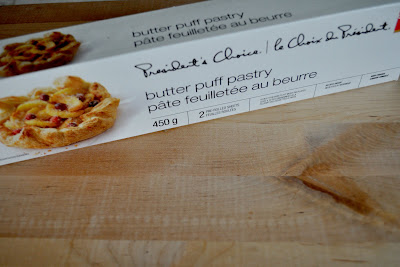 butter puff pastry
pâte feuilletée au beurre
President's Choice. le Choix du Président.
butter puff pastry
pâte feuilletée au beurre
450 g
2